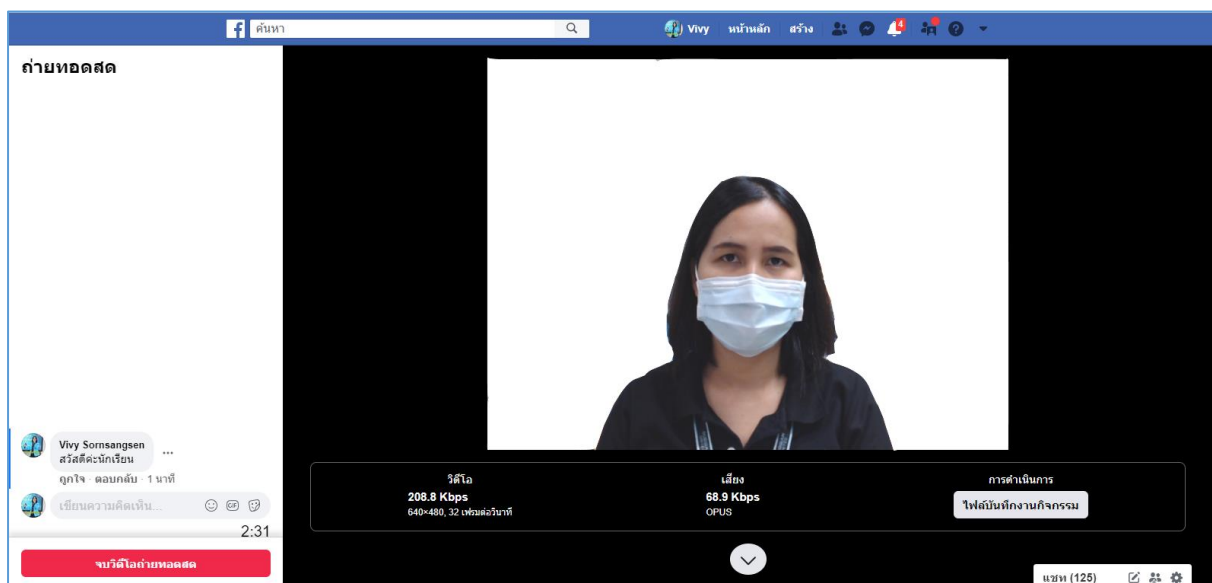 ค้นหา
Vivy หน้าหลัก สร้าง
4
ถ่ายทอดสด
Vivy Sornsangsen
สวัสดีค่ะนักเรียน
ถูกใจ · ตอบกลับ · 1 นาที
เขียนความคิดเห็น...
GIF
2:31
จบวิดีโอถ่ายทอดสด
วิดีโอ
208.8 Kbps
640×480, 32 เฟรมต่อวินาที
เสียง
68.9 Kbps
OPUS
การดำเนินการ
ไฟล์บันทึกงานกิจกรรม
แชท (125)